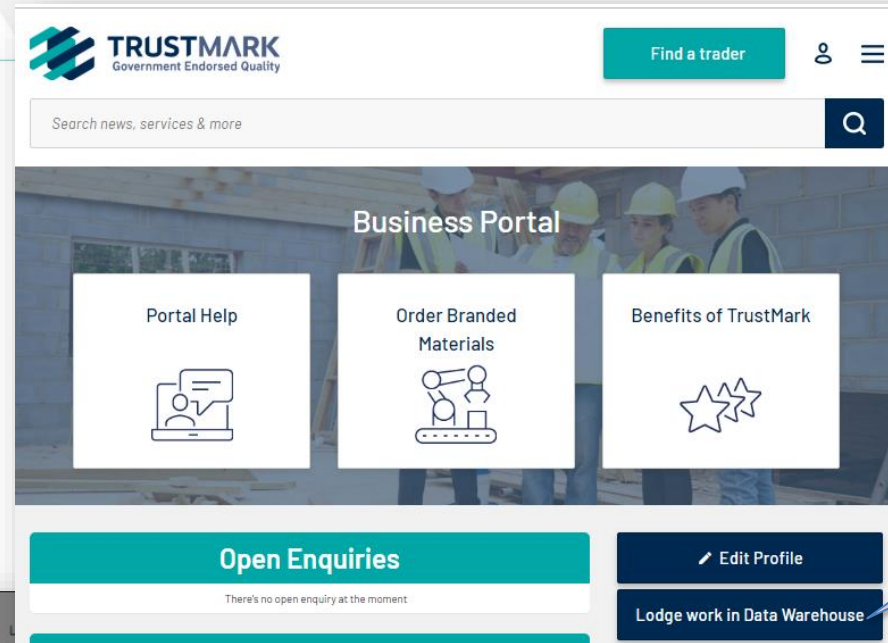 TRUSTMARK
Government Endorsed Quality
Find a trader
Search news, services & more
Business Portal
Portal Help
Order Branded
Materials
Benefits of TrustMark
Open Enquiries
There's no open enquiry at the moment
Edit Profile
Lodge work in Data Warehouse